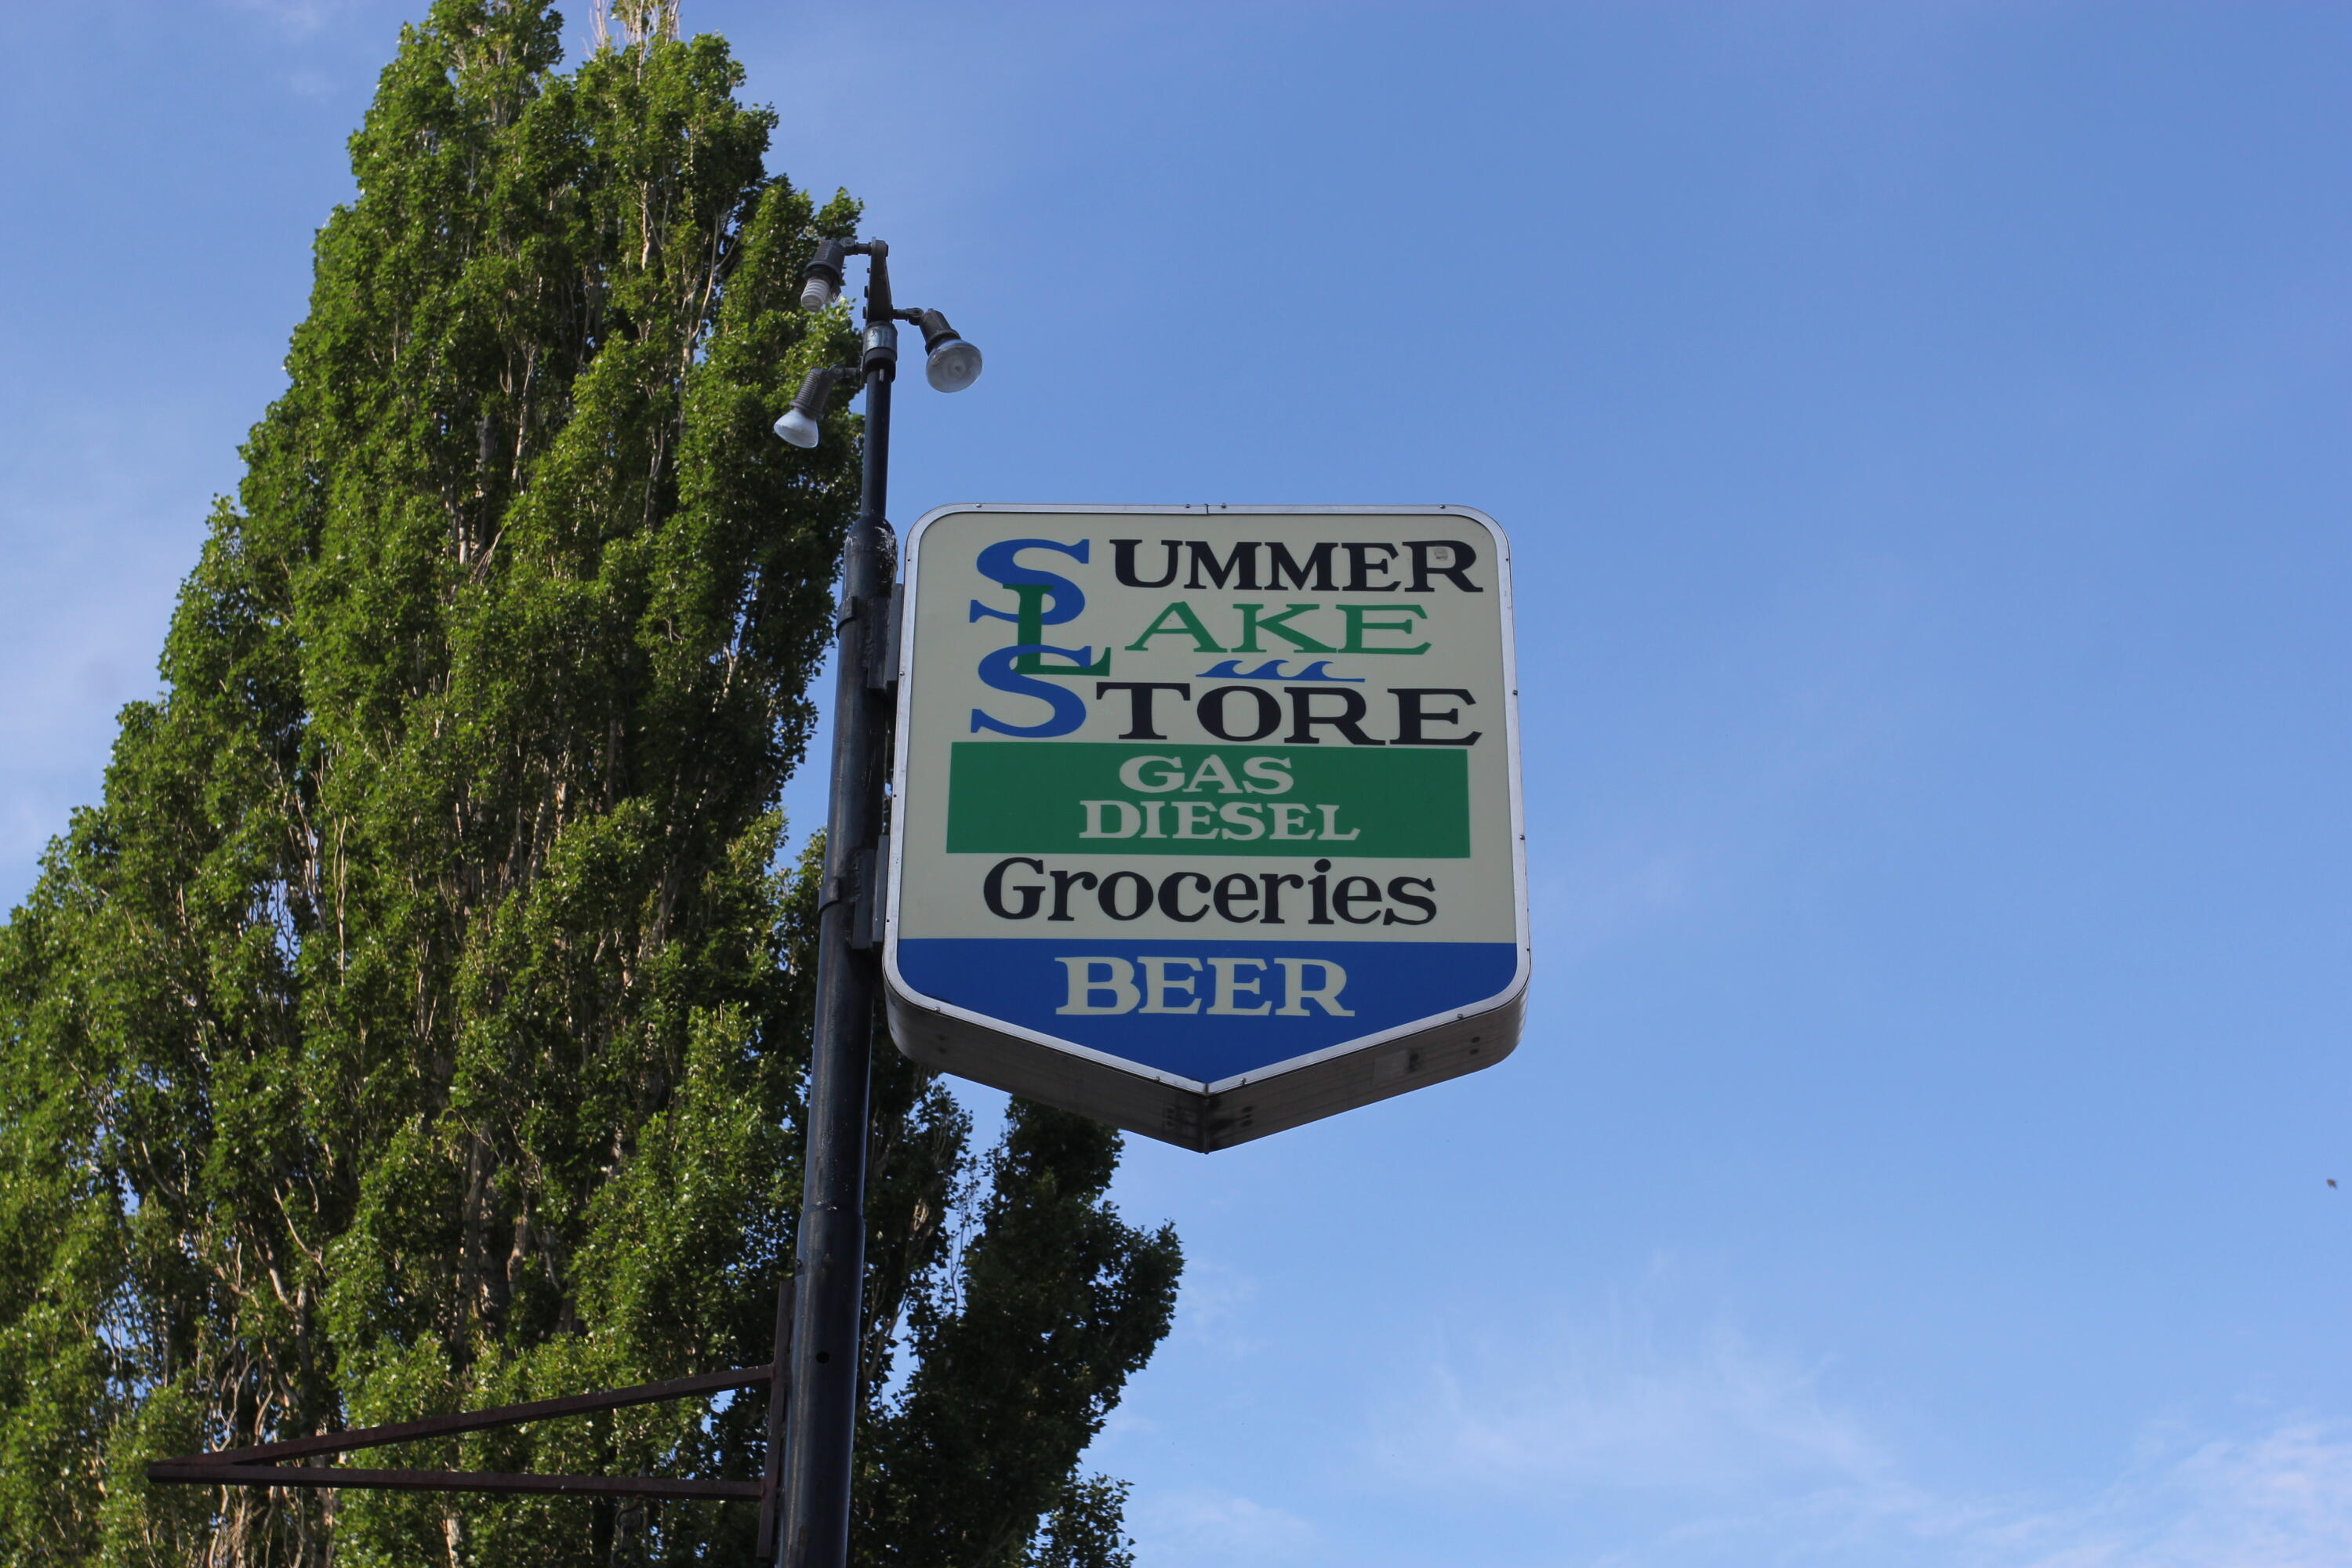 SUMMER
LAKE
STORE
GAS
DIESEL
Groceries
BEER